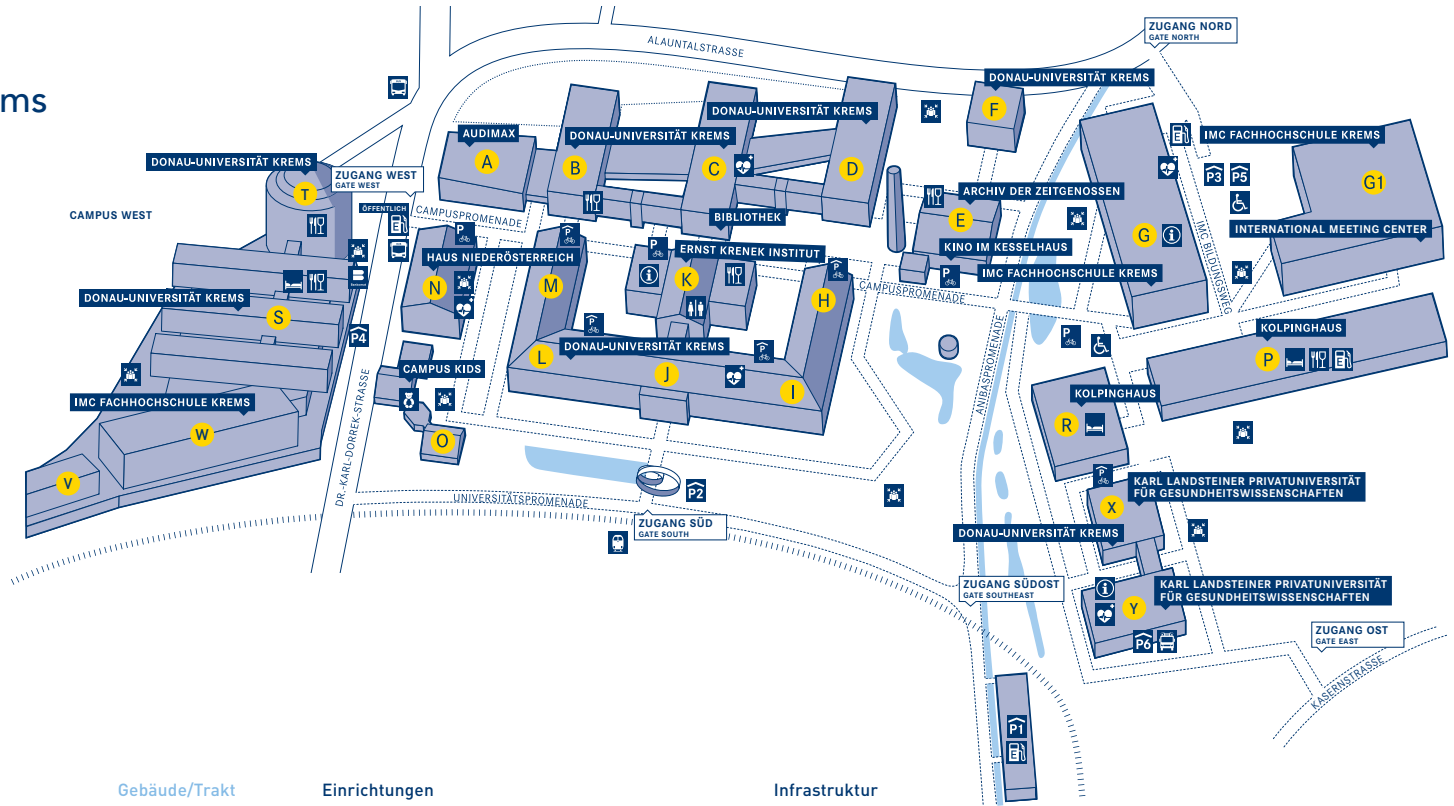 ms
ZUGANG NORD
GATE NORTH
ALAUNTALSTRASSE
DONAU-UNIVERSITÄT KREMS
F
DONAU-UNIVERSITÄT KREMS
AUDIMAX
A
DONAU-UNIVERSITÄT KREMS
B
C
D
IMC FACHHOCHSCHULE KREMS
G1
P3
P5
E
DONAU-UNIVERSITÄT KREMS
T
ZUGANG WEST
GATE WEST
CAMPUS WEST
ÖFFENTLICH
E
CAMPUSPROMENADE
BIBLIOTHEK
ARCHIV DER ZEITGENOSSEN
E
KINO IM KESSELHAUS
IMC FACHHOCHSCHULE KREMS
G
i
INTERNATIONAL MEETING CENTER
IMC BILDUNGSWEG
P
HAUS NIEDERÖSTERREICH
N
P
M
P
ERNST KRENEK INSTITUT
i
K
P
H
P
CAMPUSPROMENADE
DONAU-UNIVERSITÄT KREMS
S
P4
P
DONAU-UNIVERSITÄT KREMS
L
J
P
I
ANIBASPROMENADE
P
KOLPINGHAUS
P
E
KOLPINGHAUS
R
CAMPUS KIDS
O
IMC FACHHOCHSCHULE KREMS
W
V
DR.-KARL-DORREK-STRASSE
UNIVERSITÄTSPROMENADE
P2
ZUGANG SÜD
GATE SOUTH
P
KARL LANDSTEINER PRIVATUNIVERSITÄT
FÜR GESUNDHEITSWISSENSCHAFTEN
X
DONAU-UNIVERSITÄT KREMS
ZUGANG SÜDOST
GATE SOUTHEAST
i
KARL LANDSTEINER PRIVATUNIVERSITÄT
FÜR GESUNDHEITSWISSENSCHAFTEN
Y
P6
ZUGANG OST
GATE EAST
KASERNSTRASSE
P1
E
Gebäude/Trakt
Einrichtungen
Infrastruktur